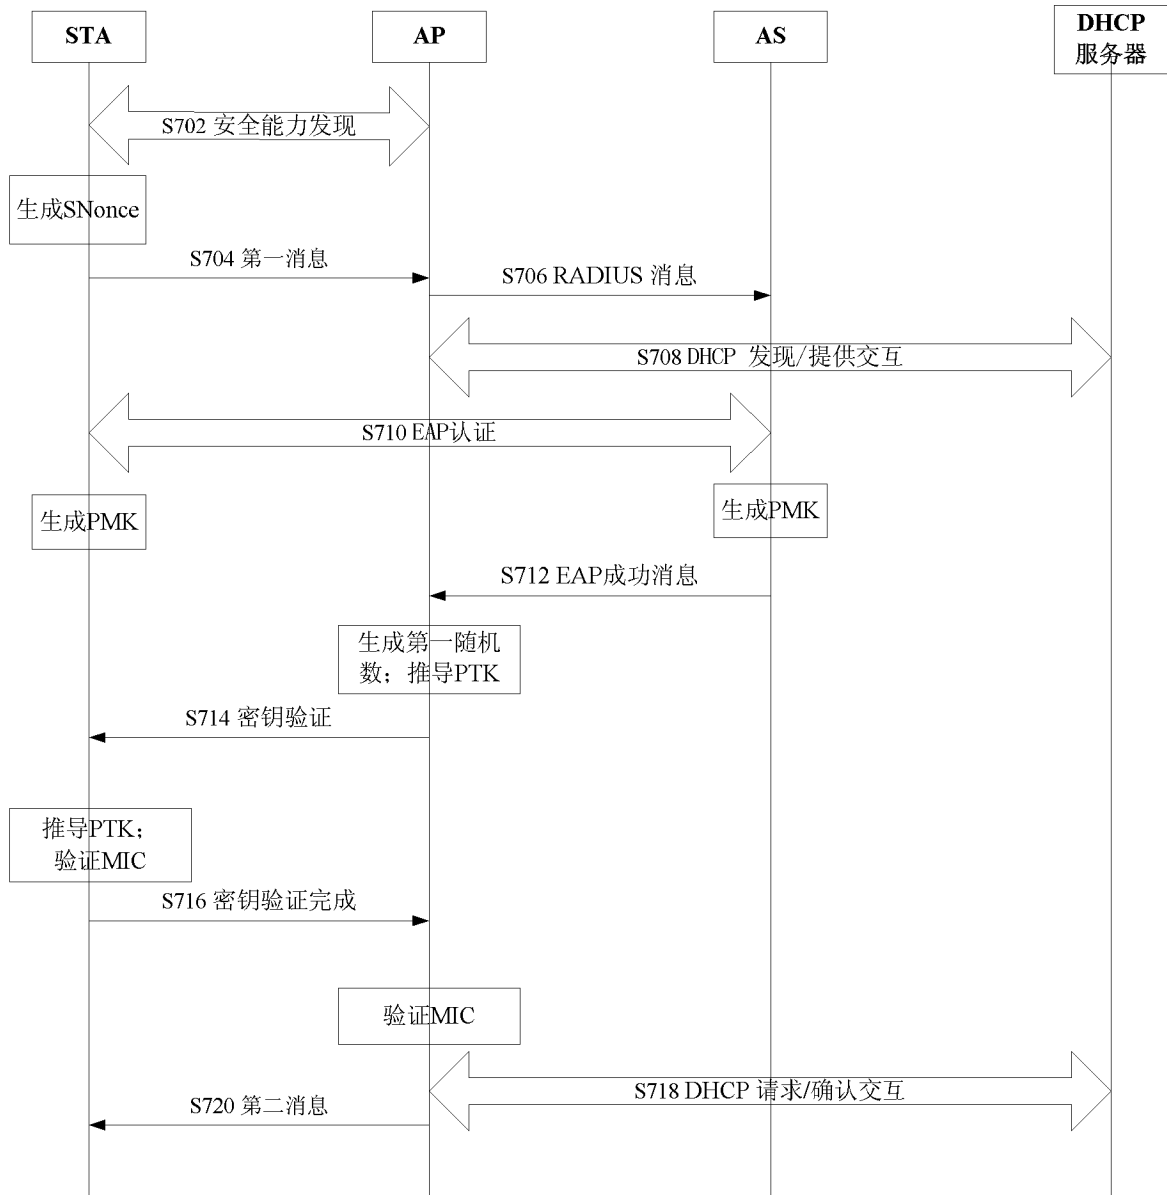 STA
AP
AS
DHCP
服务器
S702 安全能力发现
生成SNonce
S704 第一消息
S706 RADIUS 消息
S708 DHCP 发现/提供交互
S710 EAP认证
生成PMK
生成PMK
S712 EAP成功消息
生成第一随机
数；推导PTK
S714 密钥验证
推导PTK；
验证MIC
S716 密钥验证完成
验证MIC
S718 DHCP 请求/确认交互
S720 第二消息